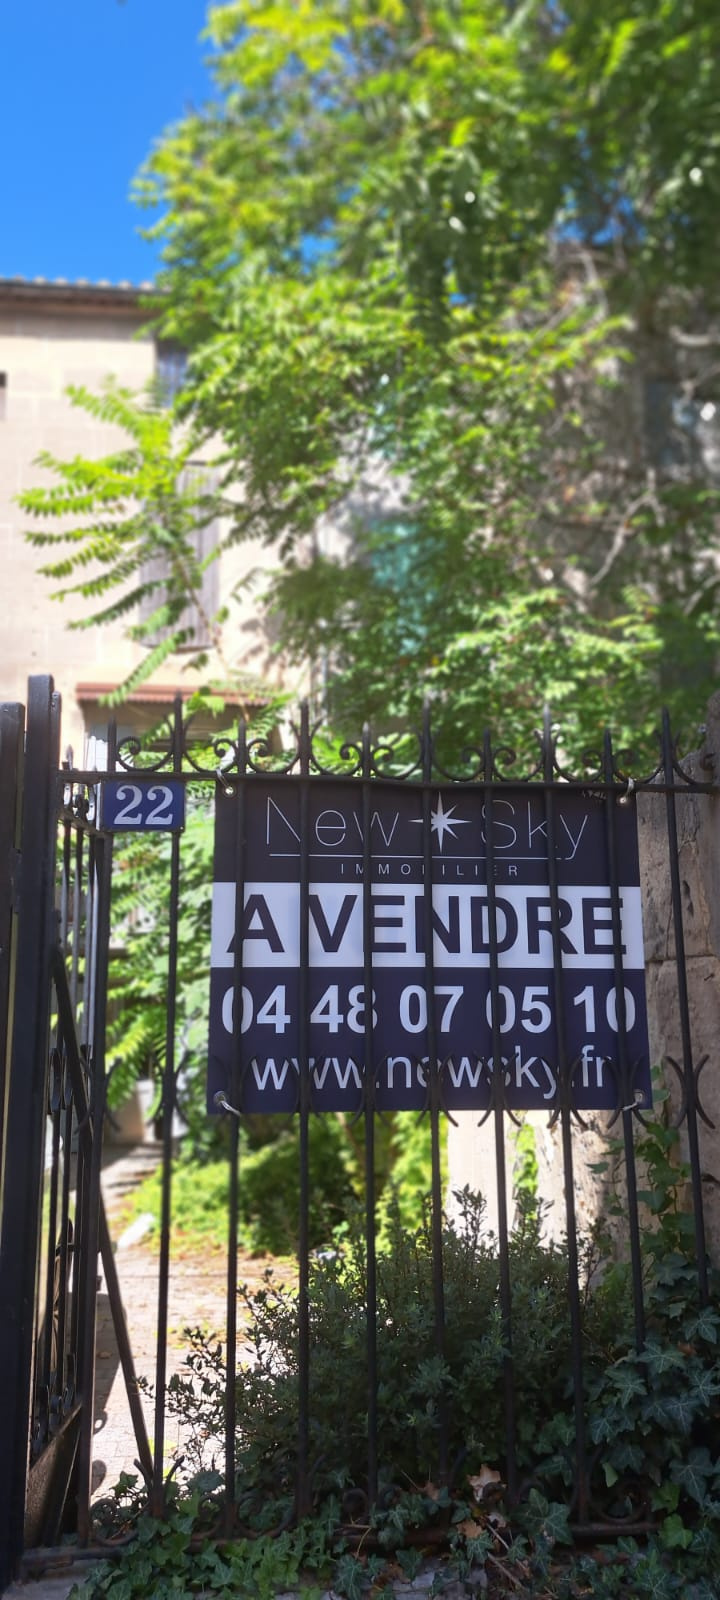 22
New Sky
IMMOBILIER
A VENDRE
04 48 07 05 10
www.newsky.fr